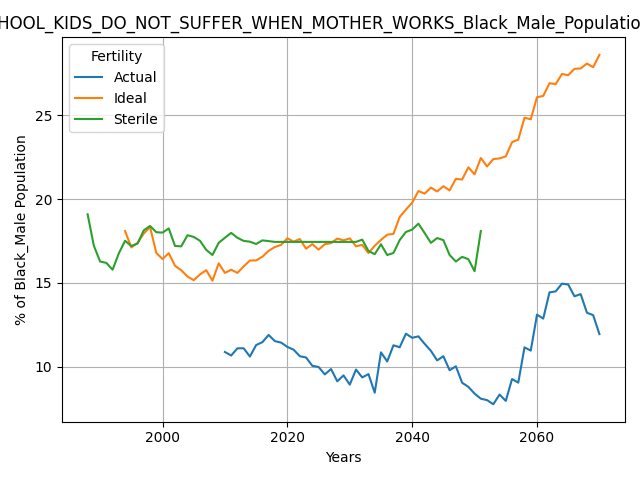 HOOL_KIDS_DO_NOT_SUFFER_WHEN_MOTHER_WORKS_Black_Male_Populatio
Fertility
Actual
Ideal
Sterile
% of Black_Male Population
25
20
15
10
2000
2020
2040
2060
Years